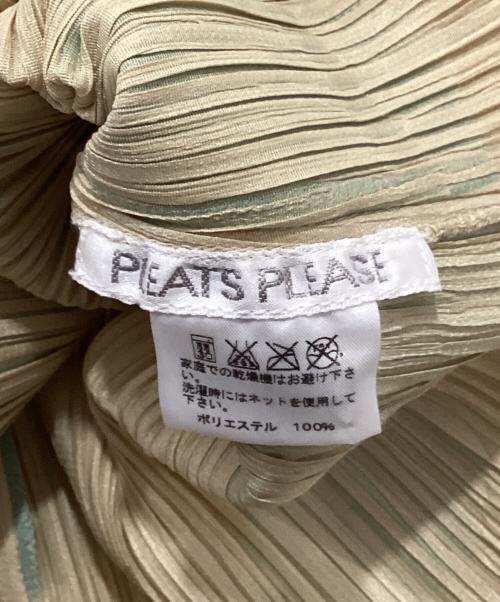 PLEATS PLEASE
家庭での乾燥機はお避け下さ
い。
洗濯時にはネットを使用して
下さい。
ポリエステル 100%